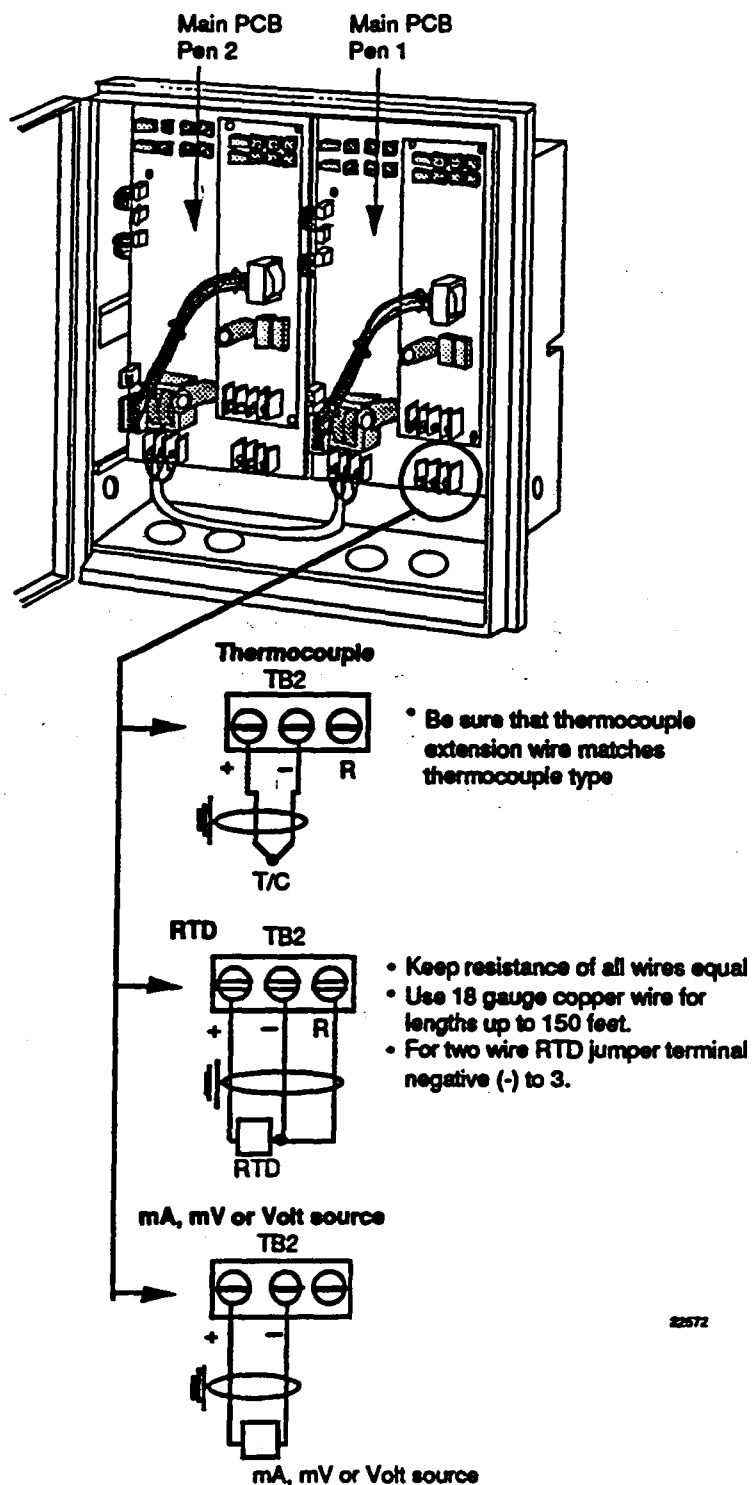 Main PCB
Pen 2
Main PCB
Pen 1
Thermocouple
TB2
+ – R
T/C
* Be sure that thermocouple
extension wire matches
thermocouple type
RTD
TB2
+ – R
RTD
• Keep resistance of all wires equal
• Use 18 gauge copper wire for
lengths up to 150 feet.
• For two wire RTD jumper terminal
negative (-) to 3.
mA, mV or Volt source
TB2
+ –
mA, mV or Volt source
22572